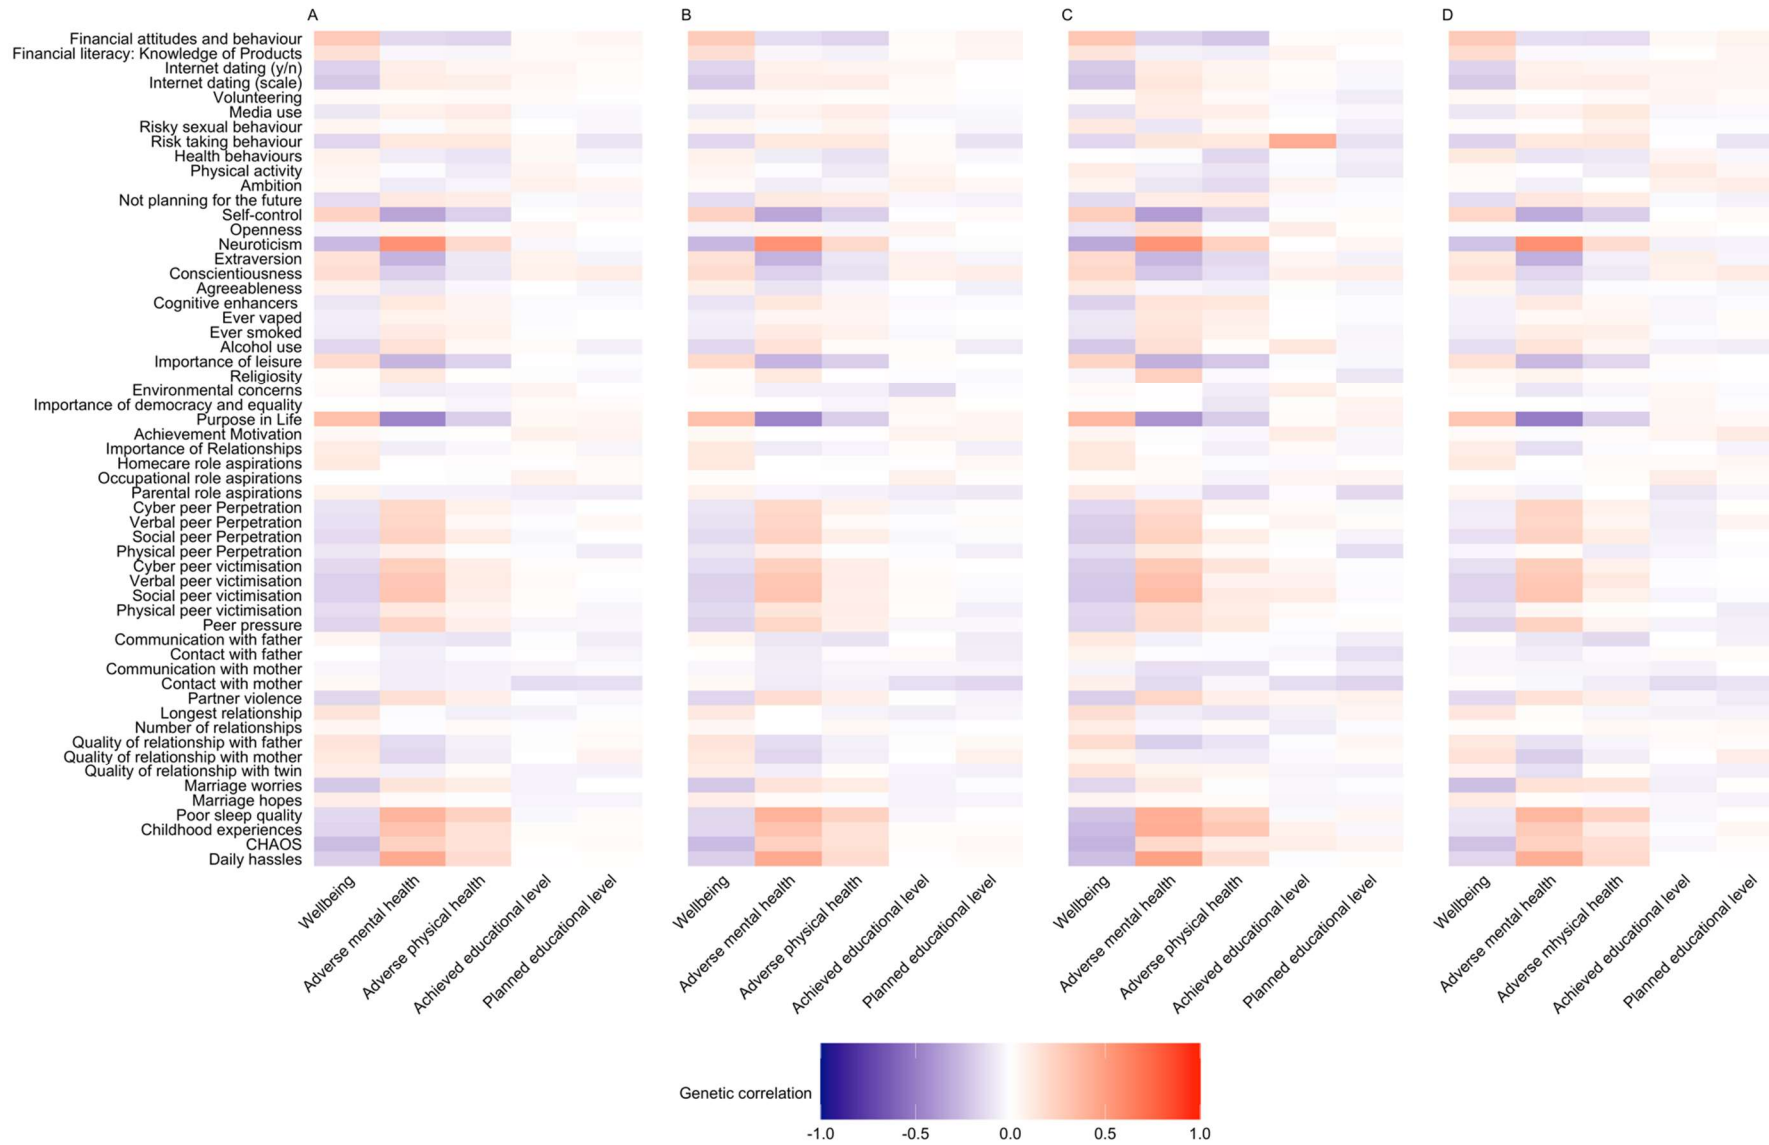 A B C D
Financial attitudes and behaviour
Financial literacy: Knowledge of Products
Internet dating (y/n)
Internet dating (scale)
Volunteering
Media use
Risky sexual behaviour
Risk taking behaviour
Health behaviours
Physical activity
Ambition
Not planning for the future
Self-control
Openness
Neuroticism
Extraversion
Conscientiousness
Agreeableness
Cognitive enhancers
Ever vaped
Ever smoked
Alcohol use
Importance of leisure
Religiosity
Environmental concerns
Importance of democracy and equality
Purpose in Life
Achievement Motivation
Importance of Relationships
Homecare role aspirations
Occupational role aspirations
Parental role aspirations
Cyber peer Perpetration
Verbal peer Perpetration
Social peer Perpetration
Physical peer Perpetration
Cyber peer victimisation
Verbal peer victimisation
Social peer victimisation
Physical peer victimisation
Peer pressure
Communication with father
Contact with father
Communication with mother
Contact with mother
Partner violence
Longest relationship
Number of relationships
Quality of relationship with father
Quality of relationship with mother
Quality of relationship with twin
Marriage worries
Marriage hopes
Poor sleep quality
Childhood experiences
CHAOS
Daily hassles
Wellbeing
Adverse mental health
Adverse physical health
Achieved educational level
Planned educational level
Wellbeing
Adverse mental health
Adverse physical health
Achieved educational level
Planned educational level
Wellbeing
Adverse mental health
Adverse physical health
Achieved educational level
Planned educational level
Wellbeing
Adverse mental health
Adverse mhysical health
Achieved educational level
Planned educational level
Genetic correlation
-1.0 -0.5 0.0 0.5 1.0